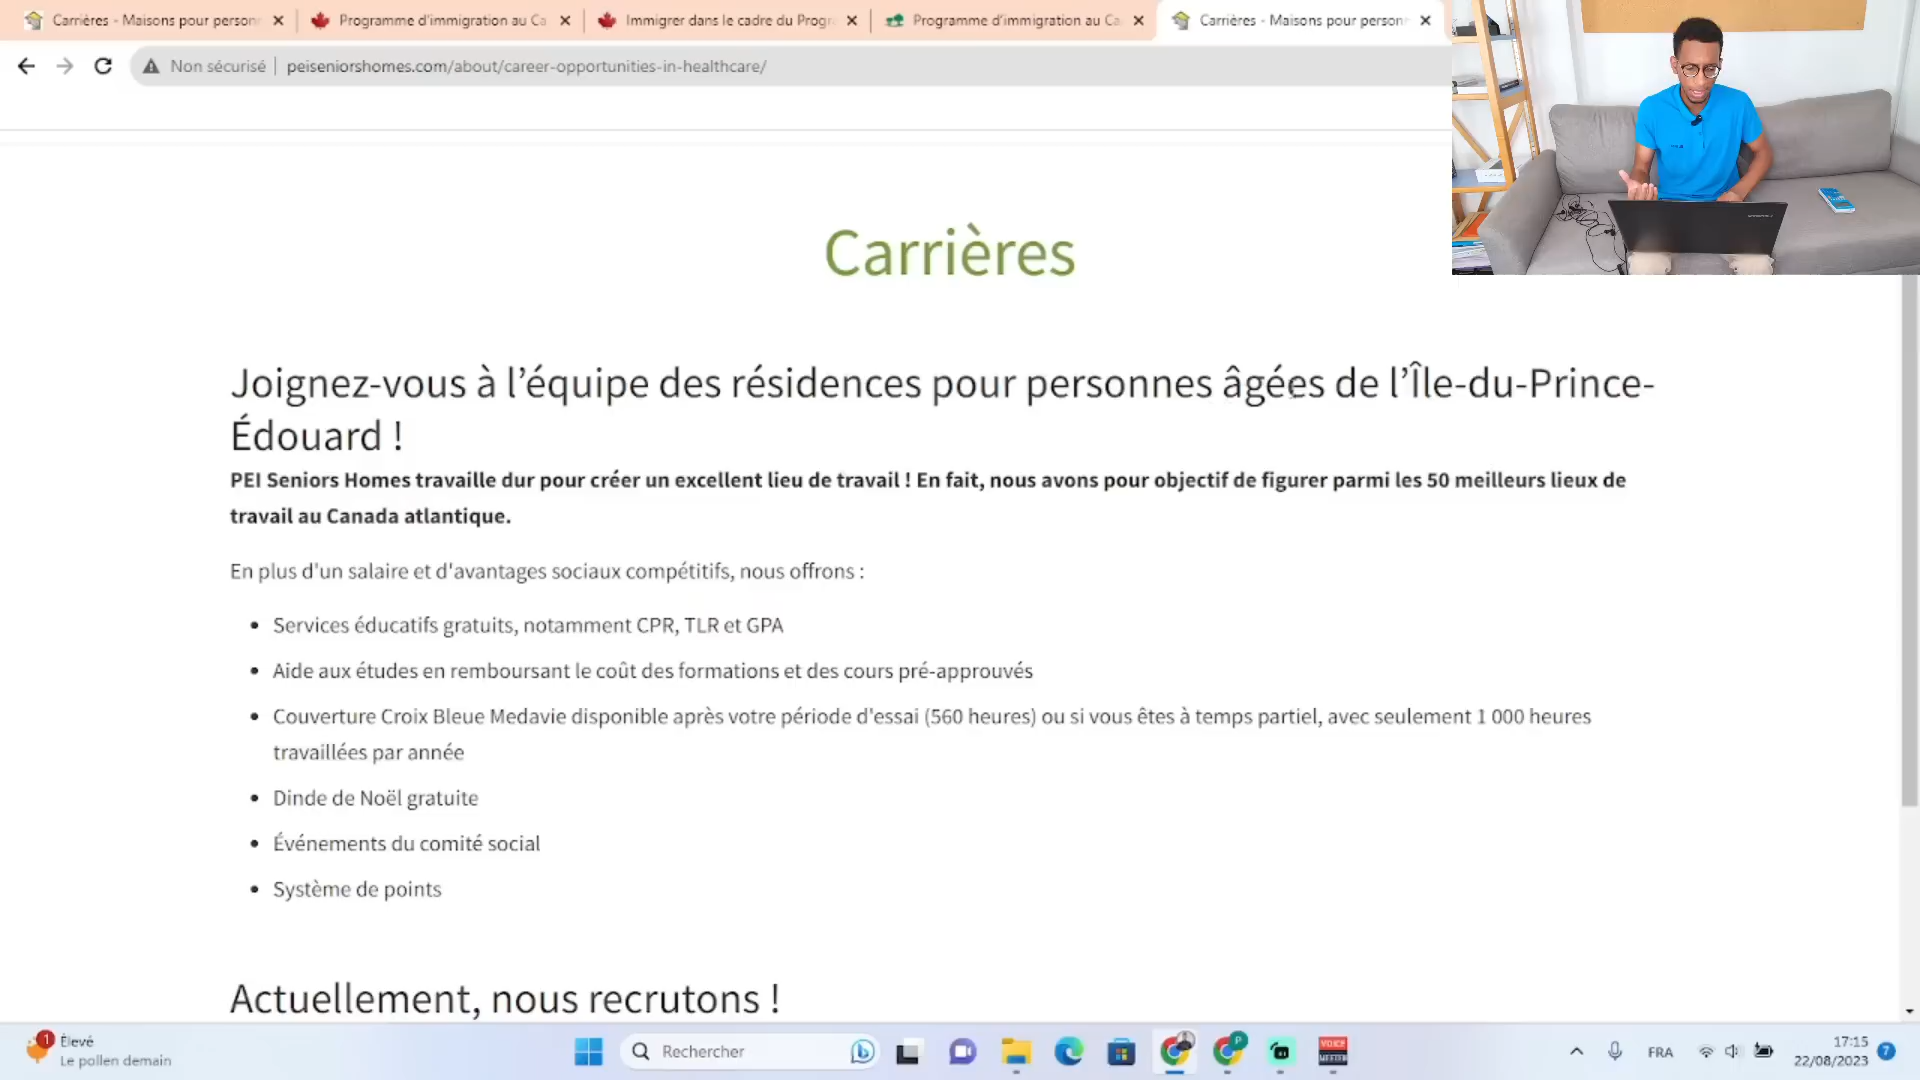 Carrières - Maisons pour person
Programme d'immigration au Ca
Immigrer dans le cadre du Progr
Programme d'immigration au Ca
Carrières - Maisons pour person
Non sécurisé
peiseniorshomes.com/about/career-opportunities-in-healthcare/
Carrières
Joignez-vous à l'équipe des résidences pour personnes âgées de l'Île-du-Prince-
Édouard !
PEI Seniors Homes travaille dur pour créer un excellent lieu de travail ! En fait, nous avons pour objectif de figurer parmi les 50 meilleurs lieux de
travail au Canada atlantique.
En plus d'un salaire et d'avantages sociaux compétitifs, nous offrons :
• Services éducatifs gratuits, notamment CPR, TLR et GPA
• Aide aux études en remboursant le coût des formations et des cours pré-approuvés
• Couverture Croix Bleue Medavie disponible après votre période d'essai (560 heures) ou si vous êtes à temps partiel, avec seulement 1 000 heures
travaillées par année
• Dinde de Noël gratuite
• Événements du comité social
• Système de points
Actuellement, nous recrutons !
1
Élevé
Le pollen demain
Rechercher
P
VOICE
MEETER
FRA
17:15
22/08/2023
7